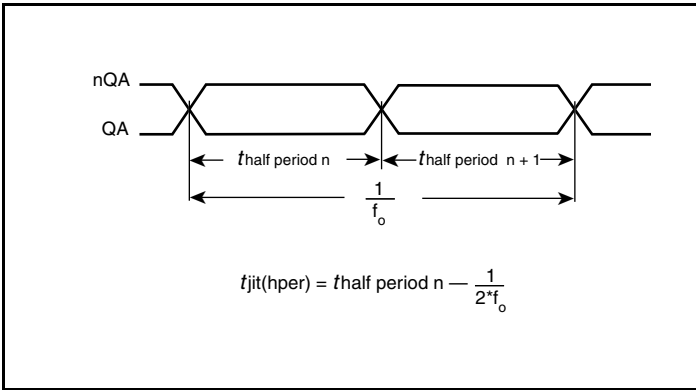 nQA
QA
thalf period n
thalf period n + 1
1
fo
tjit(hper) = thalf period n — 1
2*fo